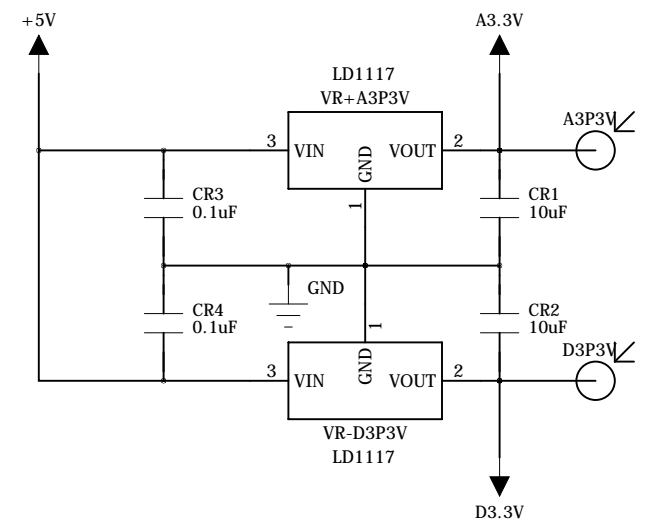 +5V
A3.3V
LD1117
VR+A3P3V
A3P3V
3
VIN
GND
VOUT
2
1
CR3
0.1uF
CR1
10uF
GND
CR4
0.1uF
CR2
10uF
1
D3P3V
3
VIN
GND
VOUT
2
VR-D3P3V
LD1117
D3.3V